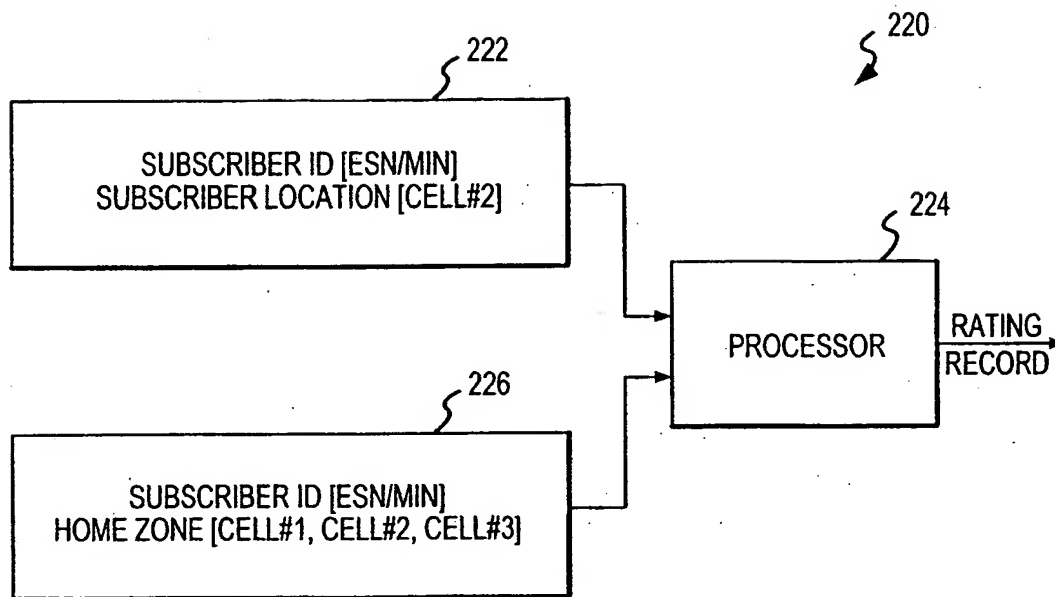 220
222
SUBSCRIBER ID [ESN/MIN]
SUBSCRIBER LOCATION [CELL#2]
224
PROCESSOR
RATING
RECORD
226
SUBSCRIBER ID [ESN/MIN]
HOME ZONE [CELL#1, CELL#2, CELL#3]